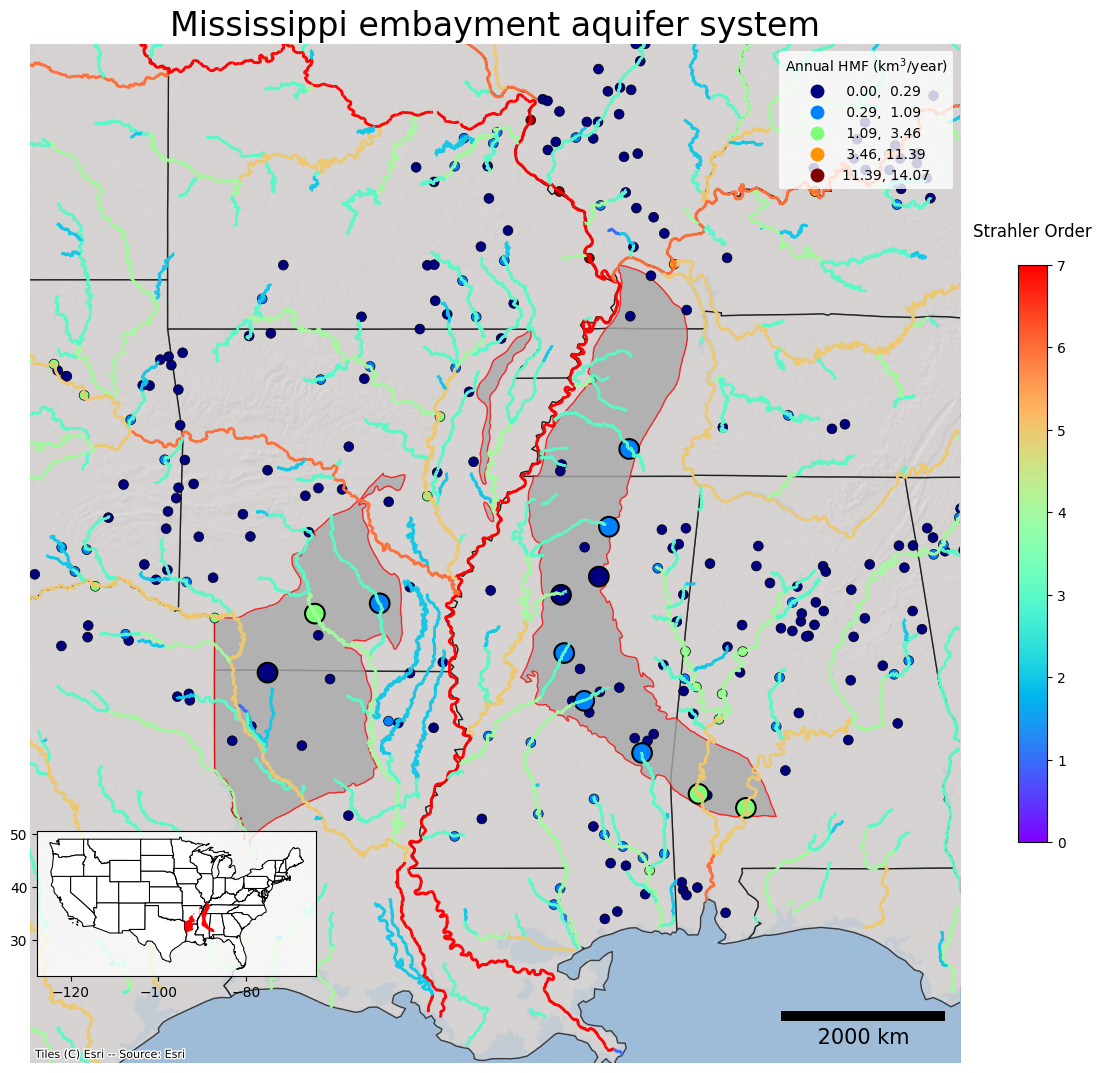 Mississippi embayment aquifer system
Annual HMF (km³/year)
0.00, 0.29
0.29, 1.09
1.09, 3.46
3.46, 11.39
11.39, 14.07
Strahler Order
7
6
5
4
3
2
1
0
50
40
30
−120 −100 −80
2000 km
Tiles (C) Esri -- Source: Esri